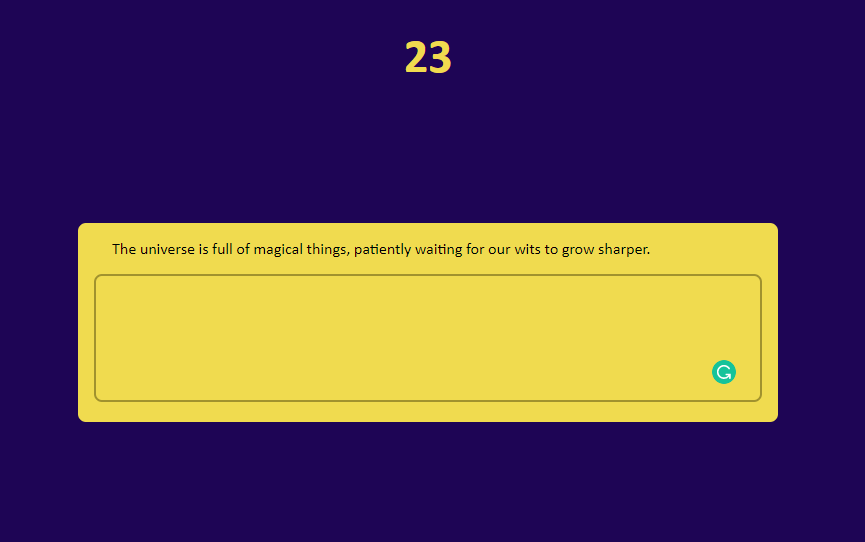 23
The universe is full of magical things, patiently waiting for our wits to grow sharper.